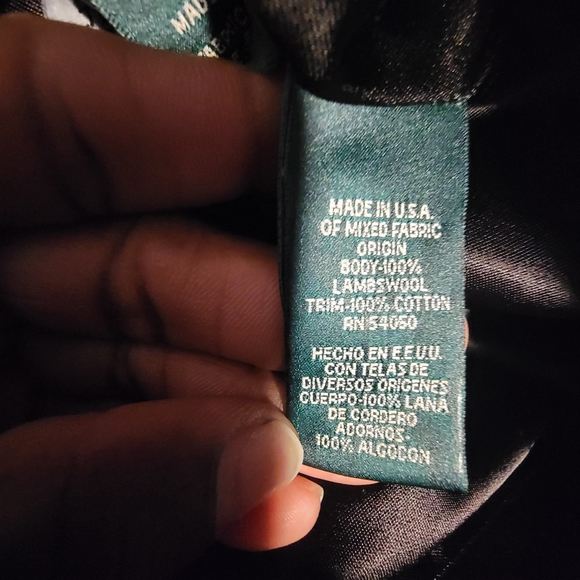 MADE IN U.S.A.
OF MIXED FABRIC
ORIGIN
BODY-100%
LAMBSWOOL
TRIM-100% COTTON
RN 54050
HECHO EN E.E.U.U.
CON TELAS DE
DIVERSOS ORIGENES
CUERPO-100% LANA
DE CORDERO
ADORNOS-
100% ALGODON